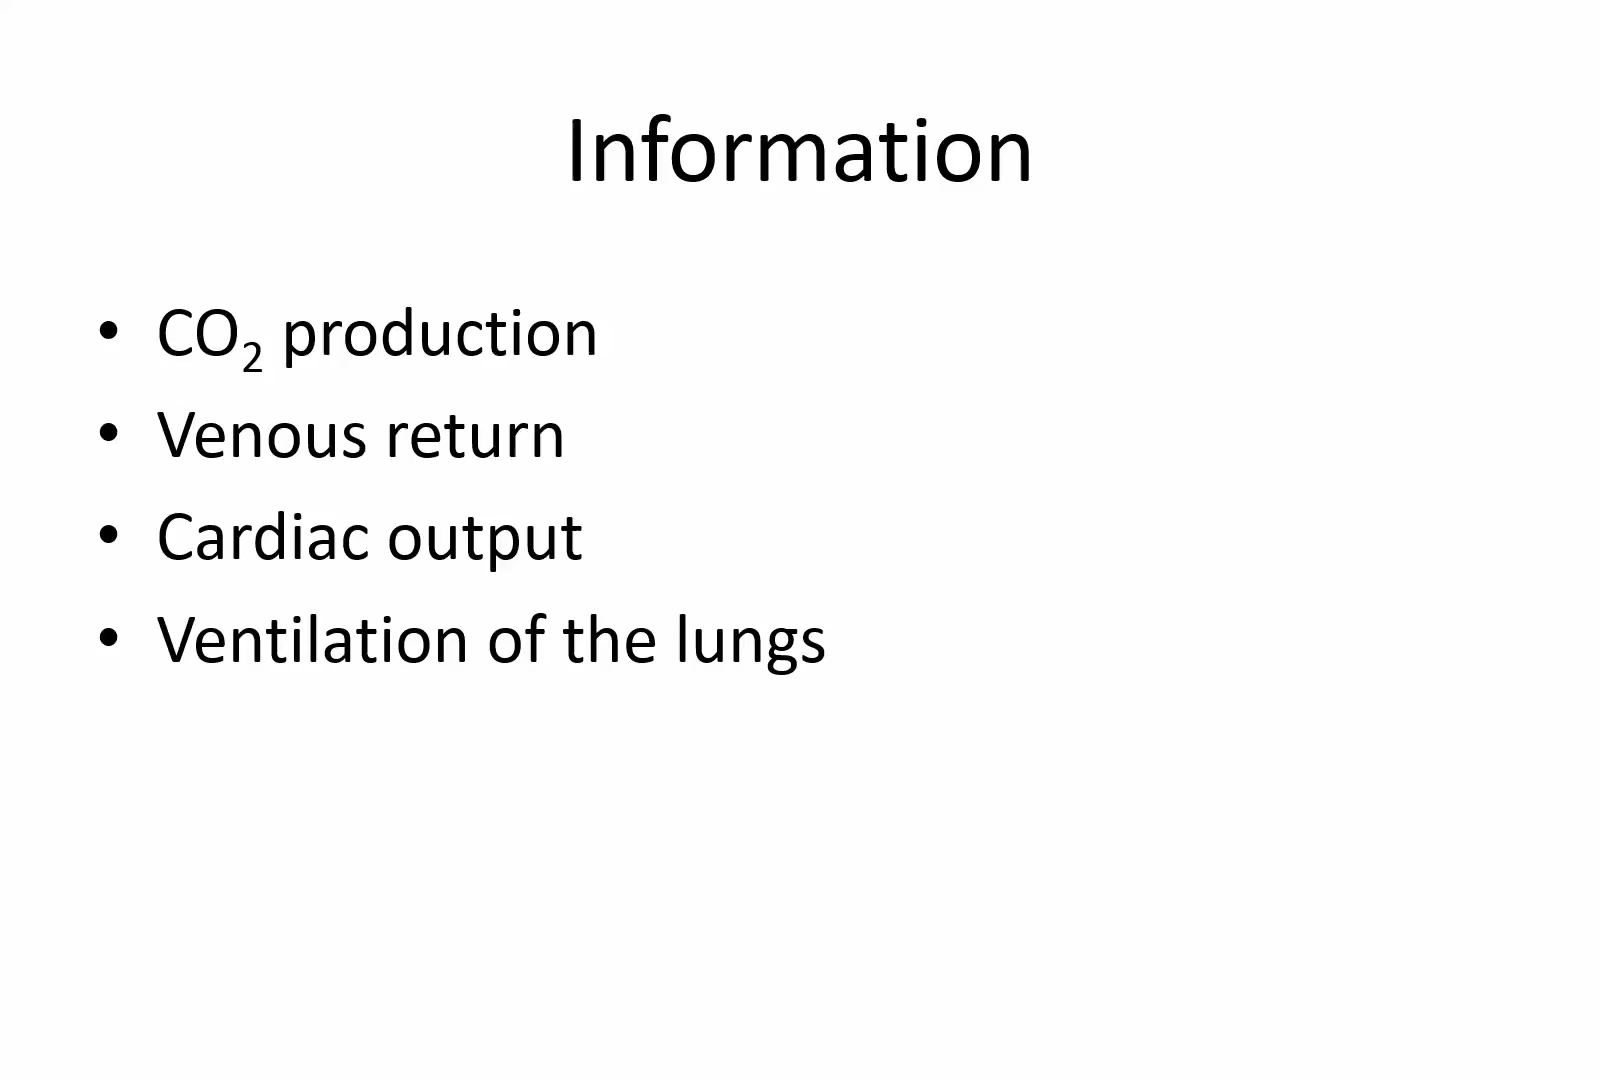 Information
• CO₂ production
• Venous return
• Cardiac output
• Ventilation of the lungs